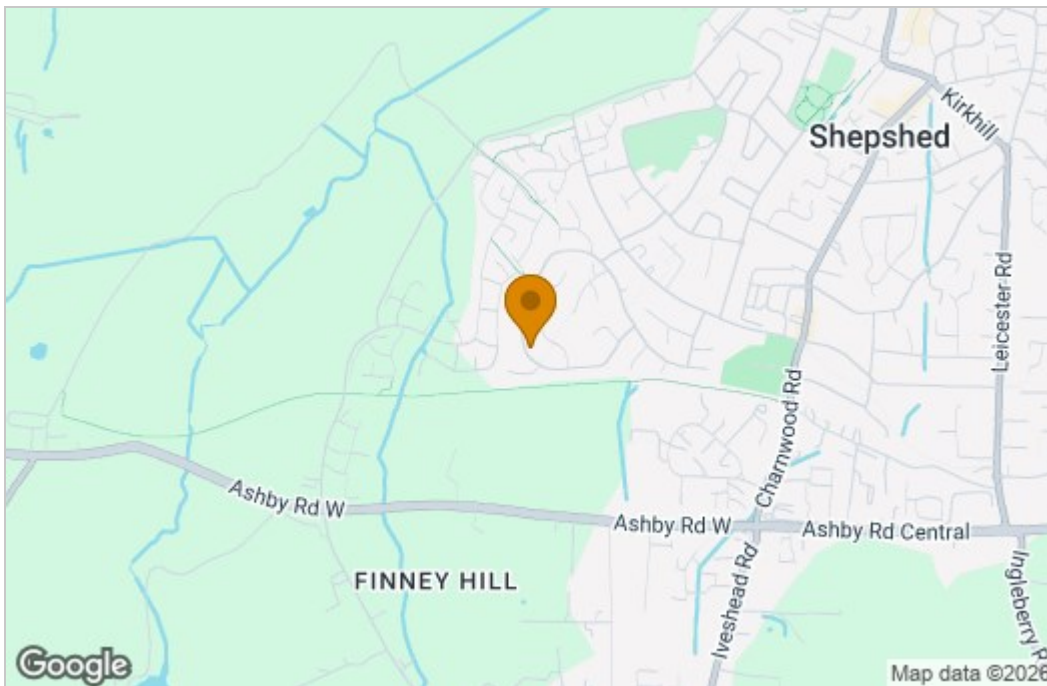 Shepshed
Kirkhill
Leicester Rd
Charnwood Rd
Ashby Rd W
Ashby Rd W
Ashby Rd Central
FINNEY HILL
Iveshead Rd
Ingleberry R
Google
Map data ©2026